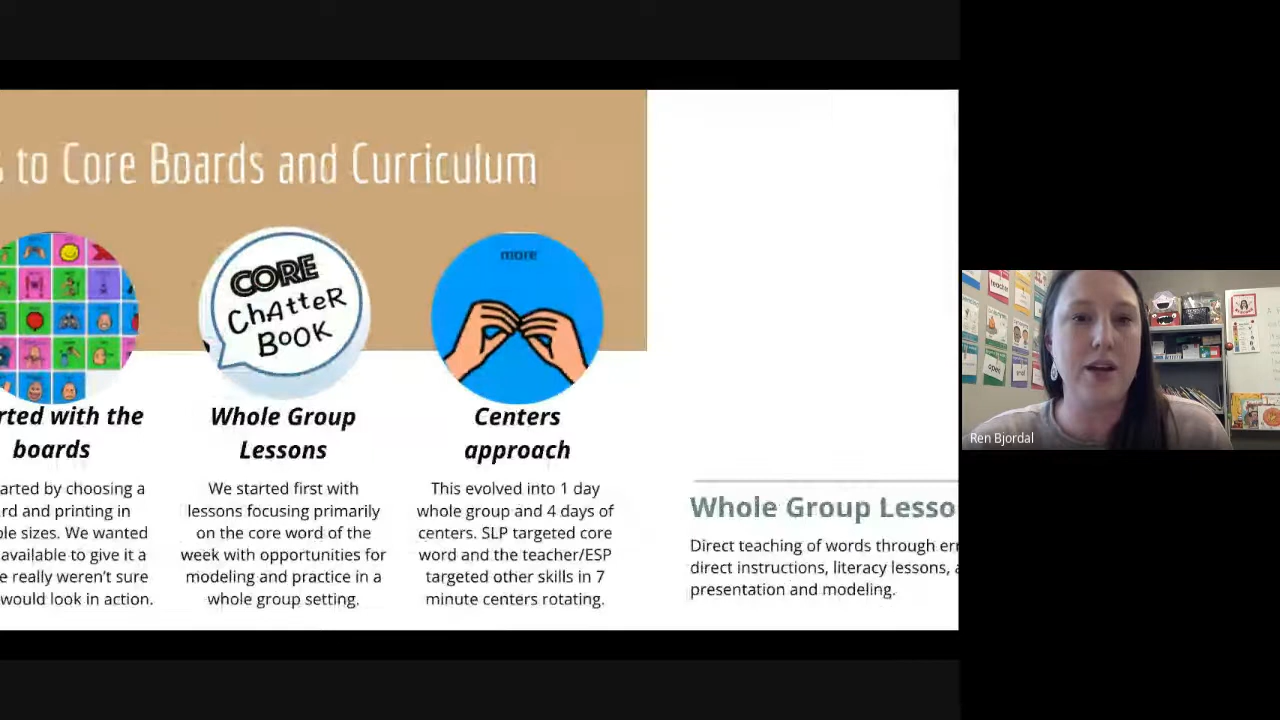 to Core Boards and Curriculum
more
CORE
ChAtteR
BOOK
rted with the
boards
Whole Group
Lessons
Centers
approach
arted by choosing a
rd and printing in
ble sizes. We wanted
available to give it a
e really weren't sure
would look in action.
We started first with
lessons focusing primarily
on the core word of the
week with opportunities for
modeling and practice in a
whole group setting.
This evolved into 1 day
whole group and 4 days of
centers. SLP targeted core
word and the teacher/ESP
targeted other skills in 7
minute centers rotating.
Whole Group Lesso
Direct teaching of words through
direct instructions, literacy lessons,
presentation and modeling.
Ren Bjordal
open